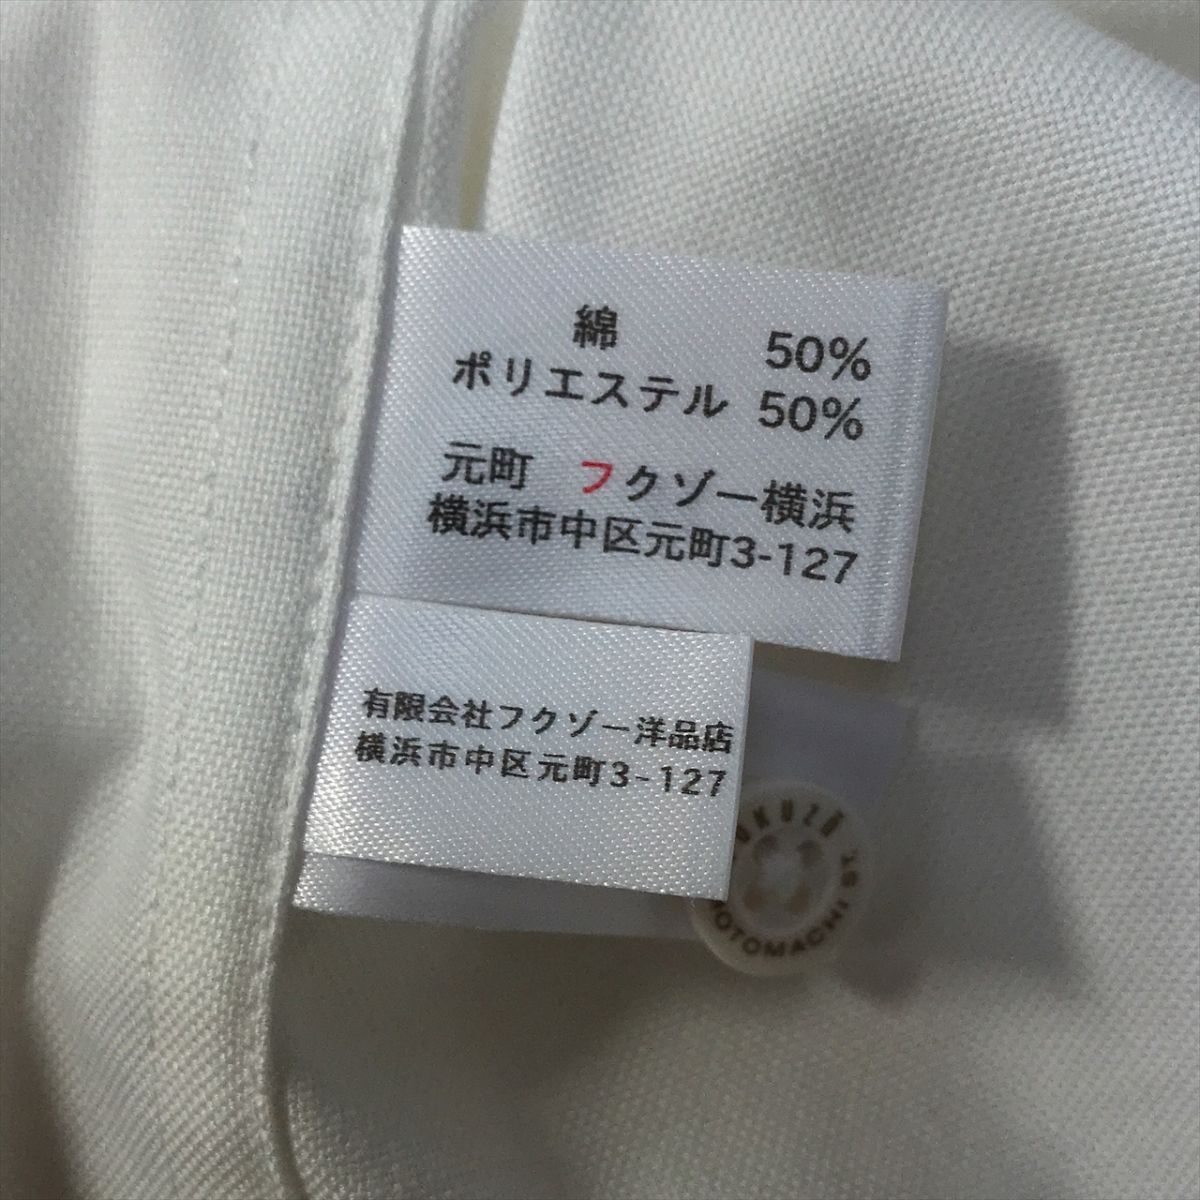 綿 50%
ポリエステル 50%
元町 フクゾー横浜
横浜市中区元町3-127
有限会社フクゾー洋品店
横浜市中区元町3-127
MOTOMACHI ST.